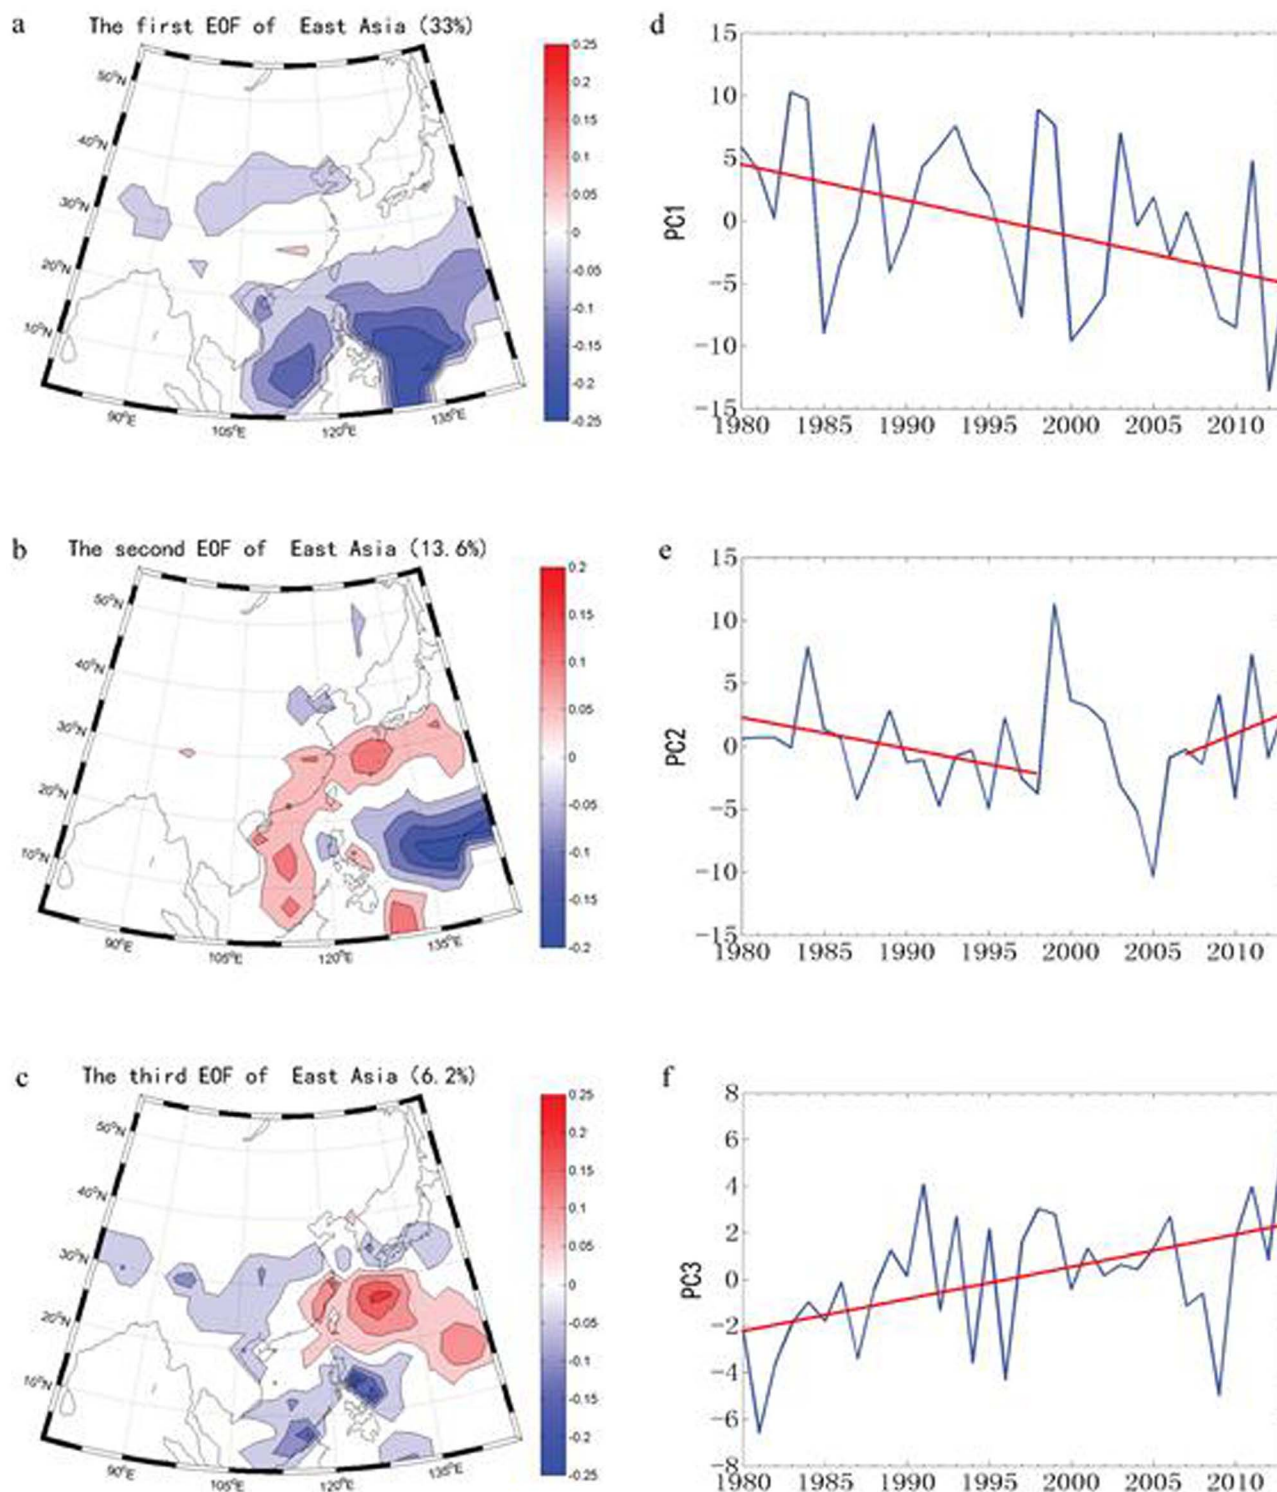 a
The first EOF of East Asia (33%)
50°N
40°N
30°N
20°N
10°N
90°E
105°E
120°E
135°E
0.25
0.2
0.15
0.1
0.05
0
-0.05
-0.1
-0.15
-0.2
-0.25
d
PC1
15
10
5
0
−5
−10
−15
1980 1985 1990 1995 2000 2005 2010
b
The second EOF of East Asia (13.6%)
50°N
40°N
30°N
20°N
10°N
90°E
105°E
120°E
135°E
0.2
0.15
0.1
0.05
0
-0.05
-0.1
-0.15
-0.2
e
PC2
15
10
5
0
−5
−10
−15
1980 1985 1990 1995 2000 2005 2010
c
The third EOF of East Asia (6.2%)
50°N
40°N
30°N
20°N
10°N
90°E
105°E
120°E
135°E
0.25
0.2
0.15
0.1
0.05
0
-0.05
-0.1
-0.15
-0.2
-0.25
f
PC3
8
6
4
2
0
−2
−4
−6
−8
1980 1985 1990 1995 2000 2005 2010